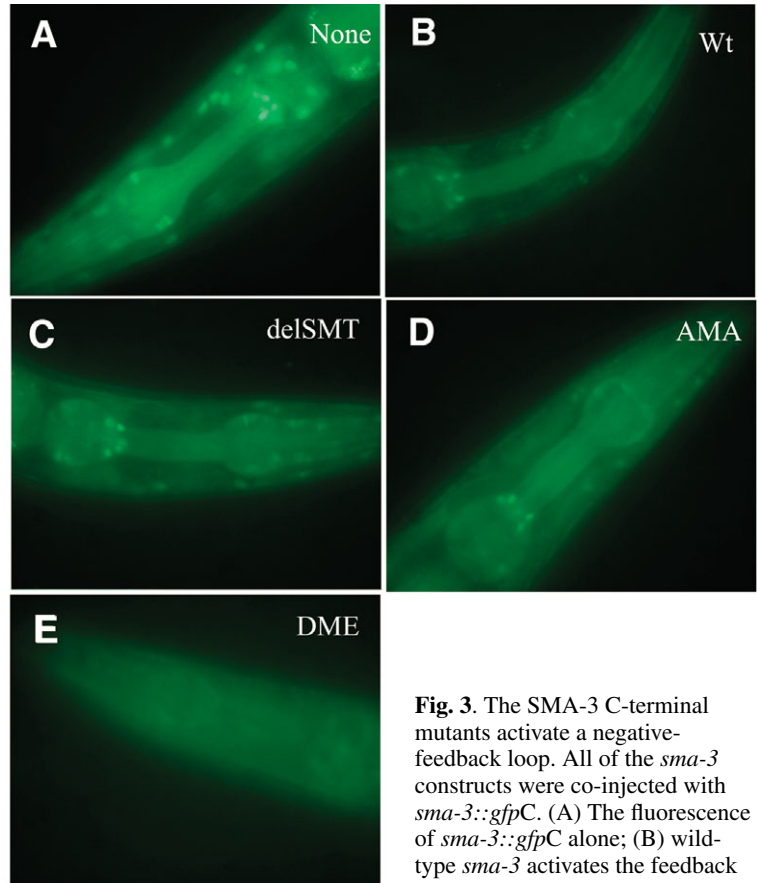 A
None
B
Wt
C
delSMT
D
AMA
E
DME
Fig. 3. The SMA-3 C-terminal
mutants activate a negative-
feedback loop. All of the sma-3
constructs were co-injected with
sma-3::gfpC. (A) The fluorescence
of sma-3::gfpC alone; (B) wild-
type sma-3 activates the feedback